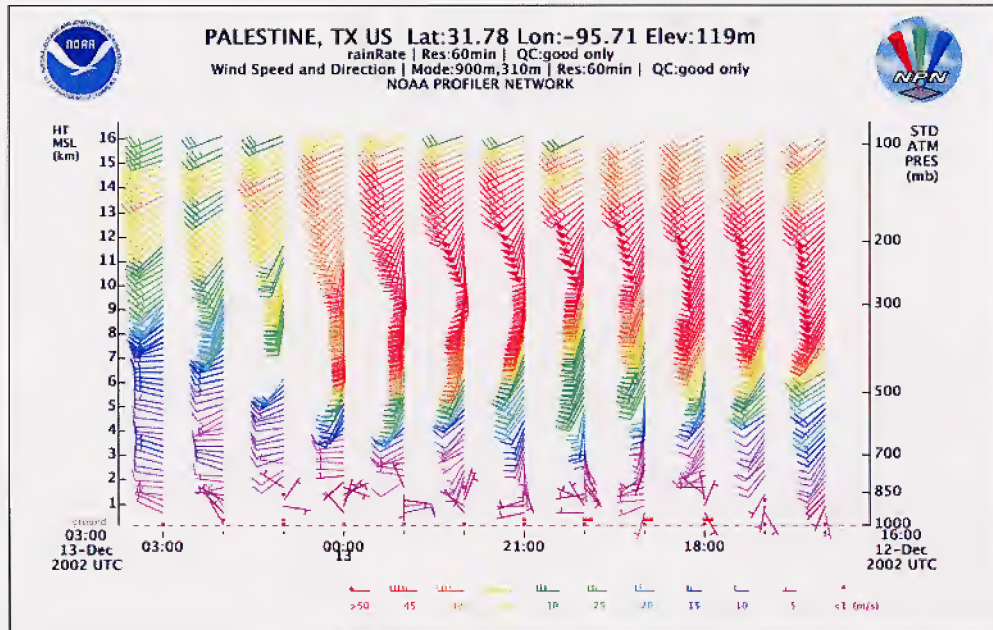 NOAA
PALESTINE, TX US Lat:31.78 Lon:-95.71 Elev:119m
rainRate | Res:60min | QC:good only
Wind Speed and Direction | Mode:900m,310m | Res:60min | QC:good only
NOAA PROFILER NETWORK
NPN
HT
MSL
(km)
STD
ATM
PRES
(mb)
16
15
14
13
12
11
10
9
8
7
6
5
4
3
2
1
100
200
300
500
700
850
1000
03:00
13-Dec
2002 UTC
03:00
00:00
13
21:00
18:00
16:00
12-Dec
2002 UTC
>50 45 10 25 20 15 10 5 <3 (m/s)